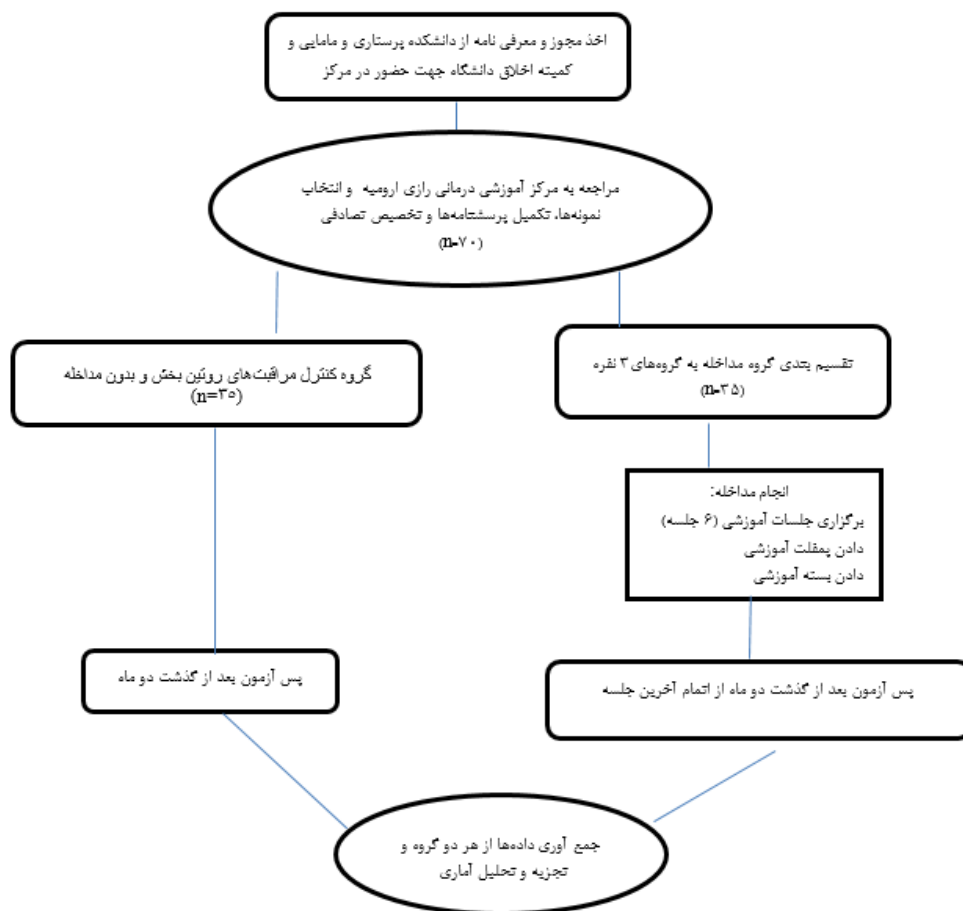 اخذ مجوز و معرفی نامه از دانشکده پرستاری و مامایی و
کمیته اخلاق دانشگاه جهت حضور در مرکز
مراجعه به مرکز آموزشی درمانی رازی ارومیه و انتخاب
نمونه‌ها، تکمیل پرسشنامه‌ها و تخصیص تصادفی
(n=۷۰)
تقسیم بندی گروه مداخله به گروه‌های ۳ نفره
(n=۳۵)
گروه کنترل مراقبت‌های روتین بخش و بدون مداخله
(n=۳۵)
انجام مداخله:
برگزاری جلسات آموزشی (۶ جلسه)
دادن پمفلت آموزشی
دادن بسته آموزشی
پس آزمون بعد از گذشت دو ماه از اتمام آخرین جلسه
پس آزمون بعد از گذشت دو ماه
جمع آوری داده‌ها از هر دو گروه و
تجزیه و تحلیل آماری